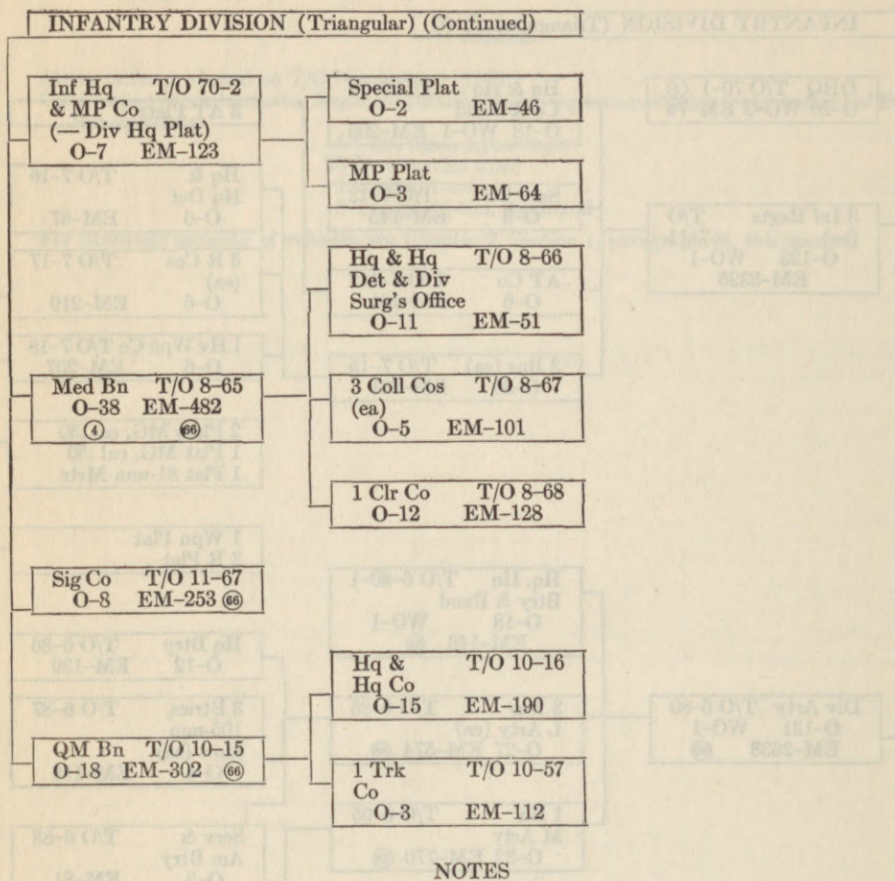 INFANTRY DIVISION (Triangular) (Continued)
Inf Hq T/O 70–2
& MP Co
(— Div Hq Plat)
O–7 EM–123
Special Plat
O–2 EM–46
MP Plat
O–3 EM–64
Med Bn T/O 8–65
O–38 EM–482
④ 66
Hq & Hq T/O 8–66
Det & Div
Surg's Office
O–11 EM–51
3 Coll Cos T/O 8–67
(ea)
O–5 EM–101
1 Clr Co T/O 8–68
O–12 EM–128
Sig Co T/O 11–67
O–8 EM–253 66
QM Bn T/O 10–15
O–18 EM–302 66
Hq & T/O 10–16
Hq Co
O–15 EM–190
1 Trk T/O 10–57
Co
O–3 EM–112
NOTES